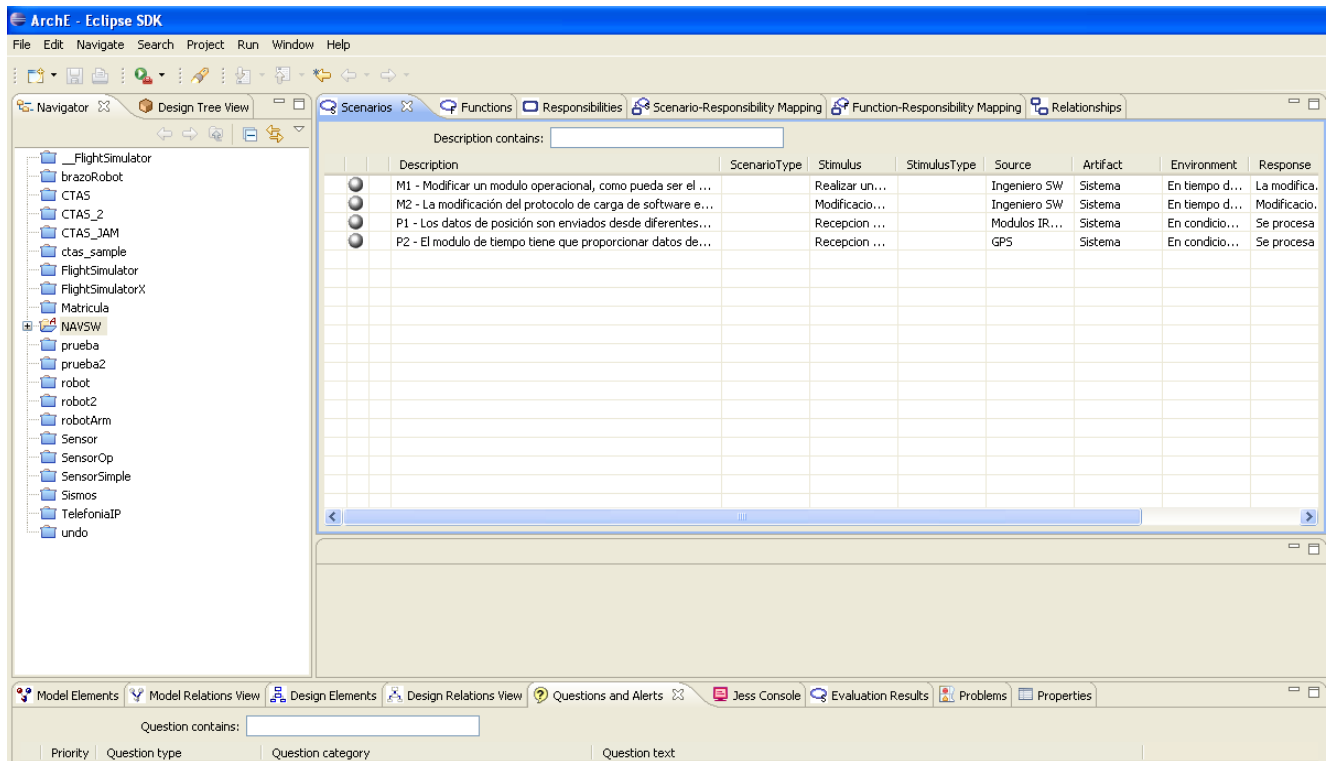 ArchE - Eclipse SDK
File Edit Navigate Search Project Run Window Help
Navigator Design Tree View
Scenarios Functions Responsibilities Scenario-Responsibility Mapping Function-Responsibility Mapping Relationships
Description contains:
Description ScenarioType Stimulus StimulusType Source Artifact Environment Response
M1 - Modificar un modulo operacional, como pueda ser el ... Realizar un... Ingeniero SW Sistema En tiempo d... La modifica.
M2 - La modificación del protocolo de carga de software e... Modificacio... Ingeniero SW Sistema En tiempo d... Modificacio.
P1 - Los datos de posición son enviados desde diferentes... Recepcion ... Modulos IR... Sistema En condicio... Se procesa
P2 - El modulo de tiempo tiene que proporcionar datos de... Recepcion ... GPS Sistema En condicio... Se procesa
__FlightSimulator
brazoRobot
CTAS
CTAS_2
CTAS_JAM
ctas_sample
FlightSimulator
FlightSimulatorX
Matricula
NAVSW
prueba
prueba2
robot
robot2
robotArm
Sensor
SensorOp
SensorSimple
Sismos
TelefoniaIP
undo
Model Elements Model Relations View Design Elements Design Relations View Questions and Alerts Jess Console Evaluation Results Problems Properties
Question contains:
Priority Question type Question category Question text